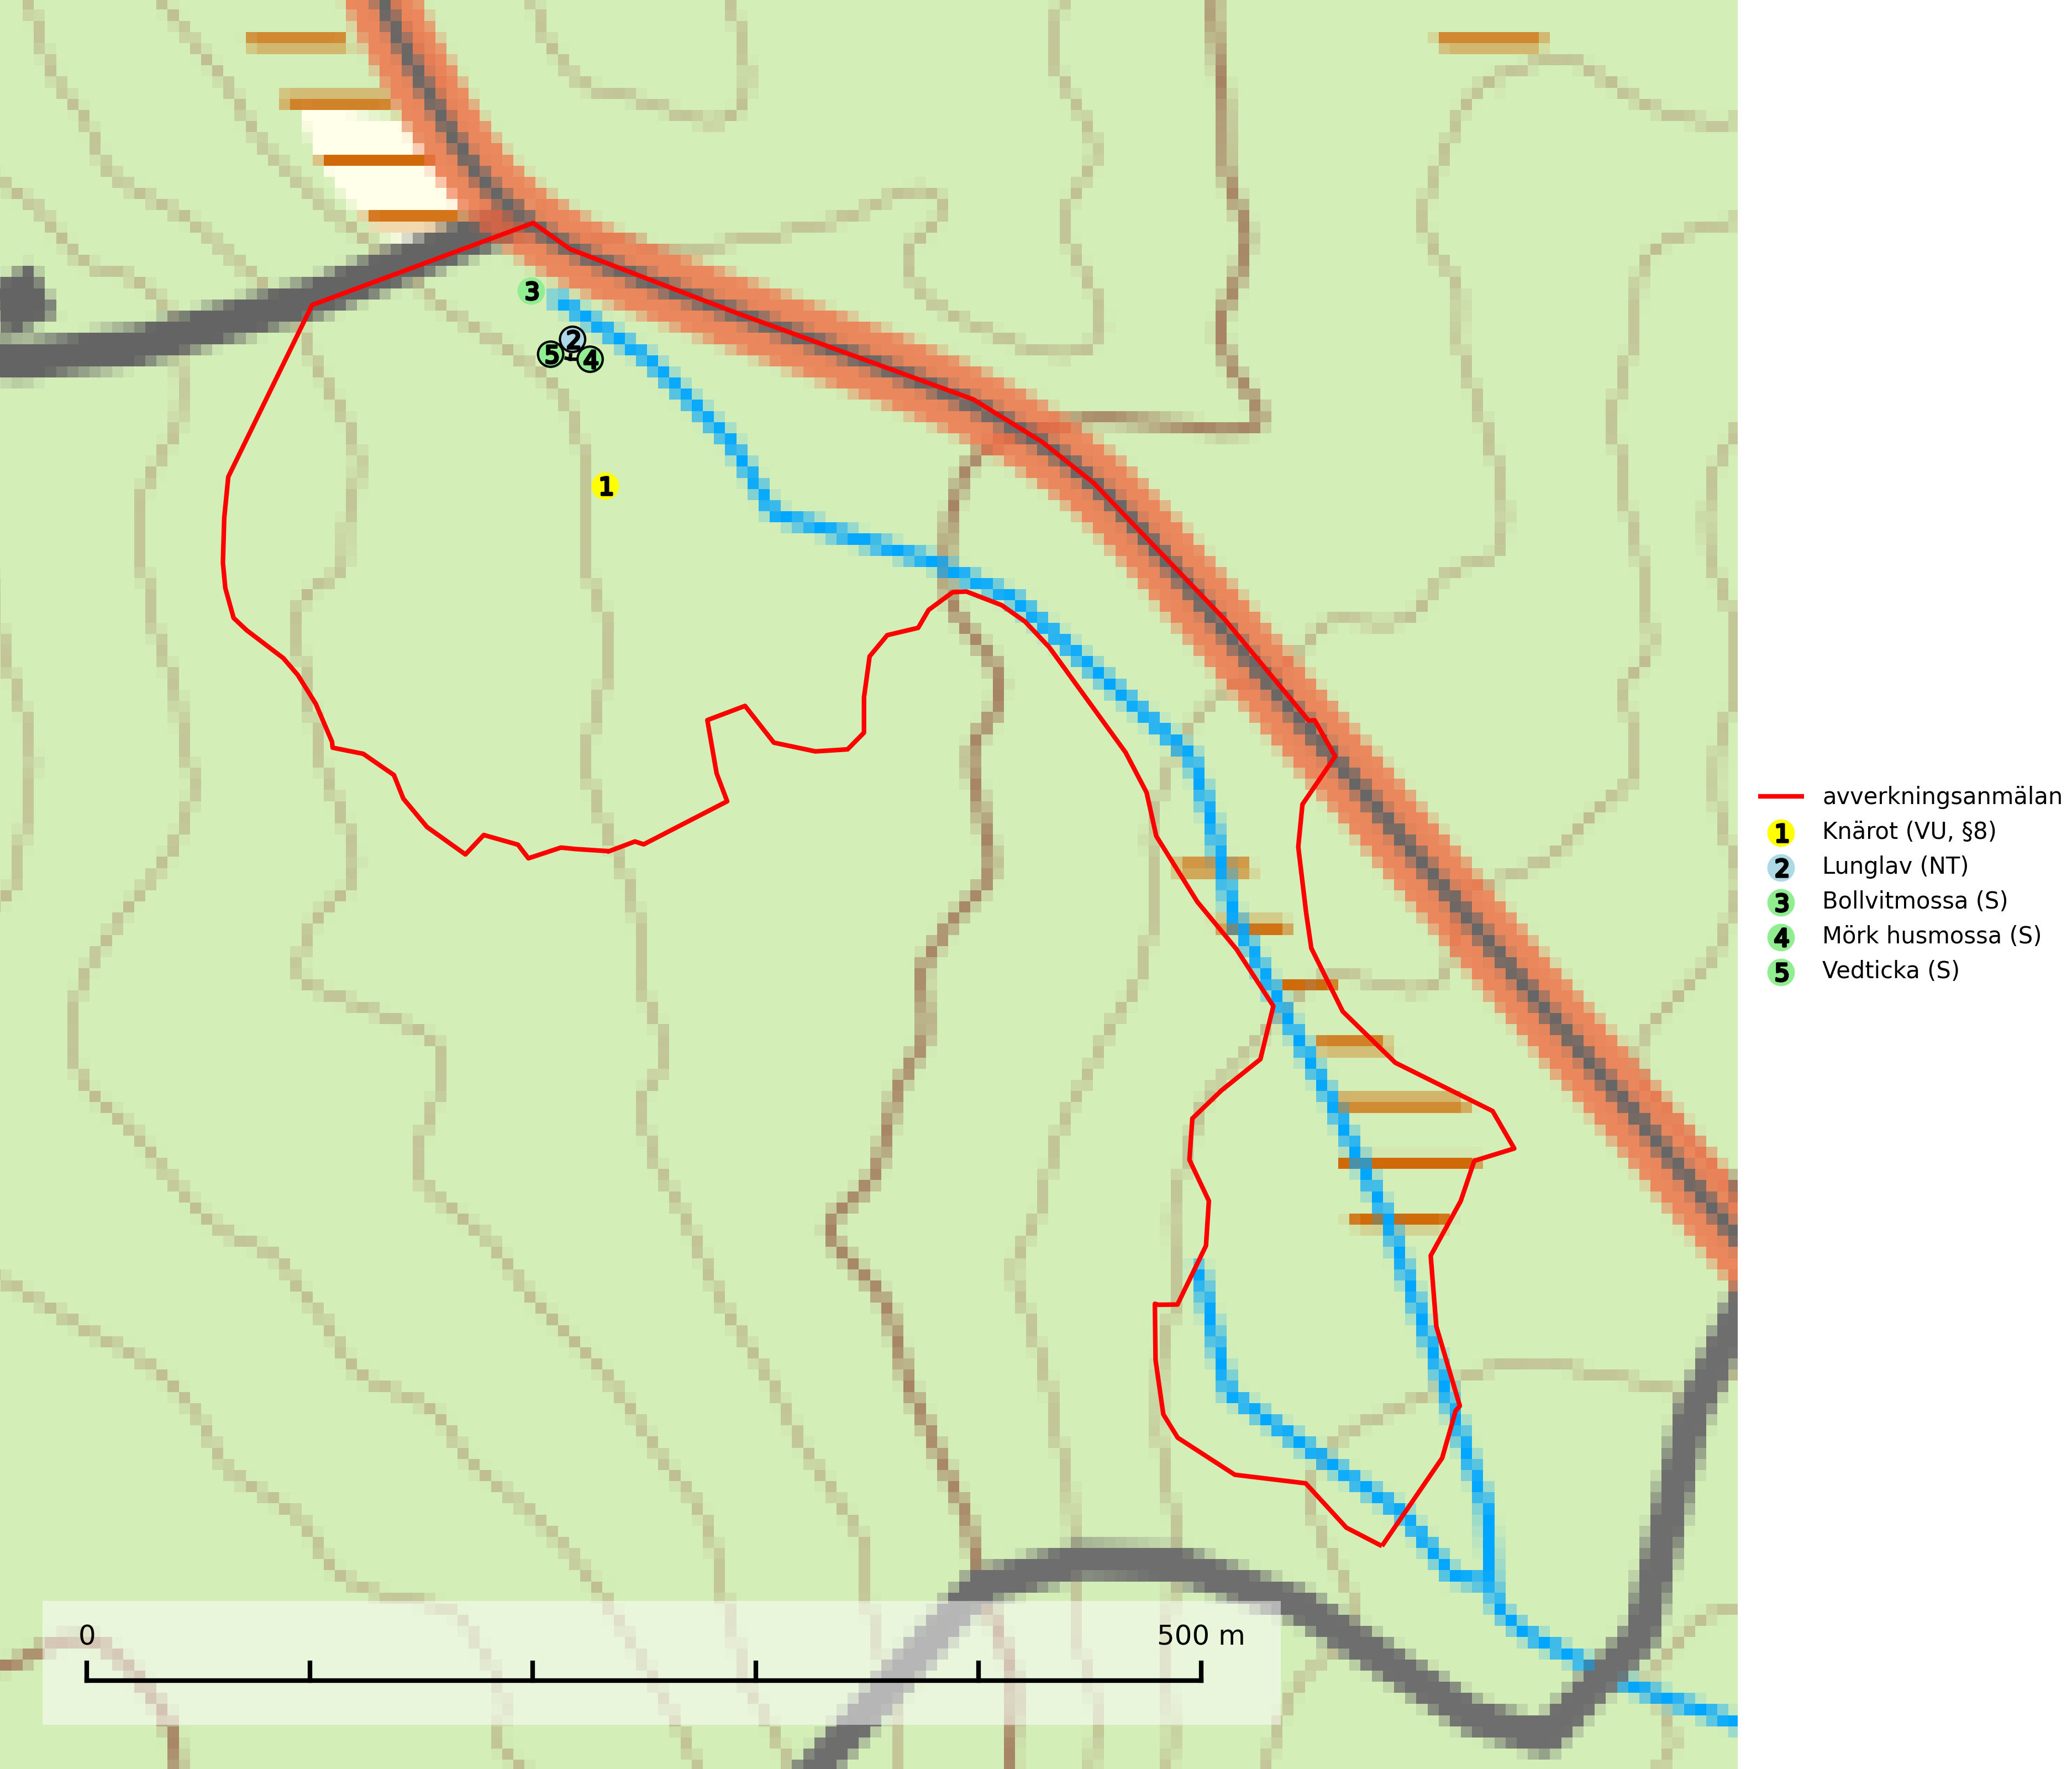 3
2
5
4
1
avverkningsanmälan
1 Knärot (VU, §8)
2 Lunglav (NT)
3 Bollvitmossa (S)
4 Mörk husmossa (S)
5 Vedticka (S)
0 500 m